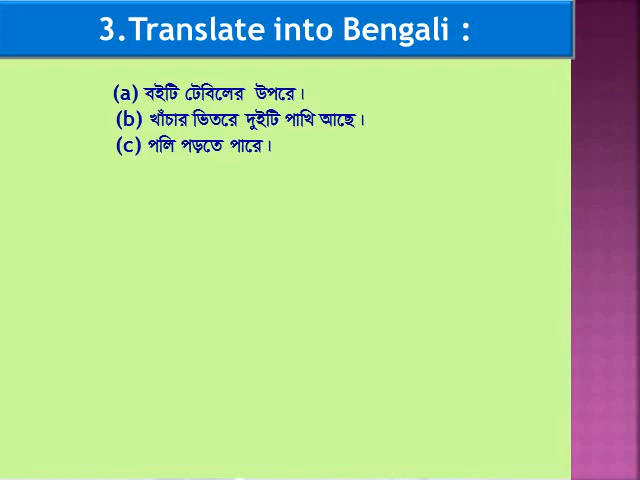 3.Translate into Bengali :
(a) বইটি টেবিলের উপরে।
(b) খাঁচার ভিতরে দুইটি পাখি আছে।
(c) পলি পড়তে পারে।